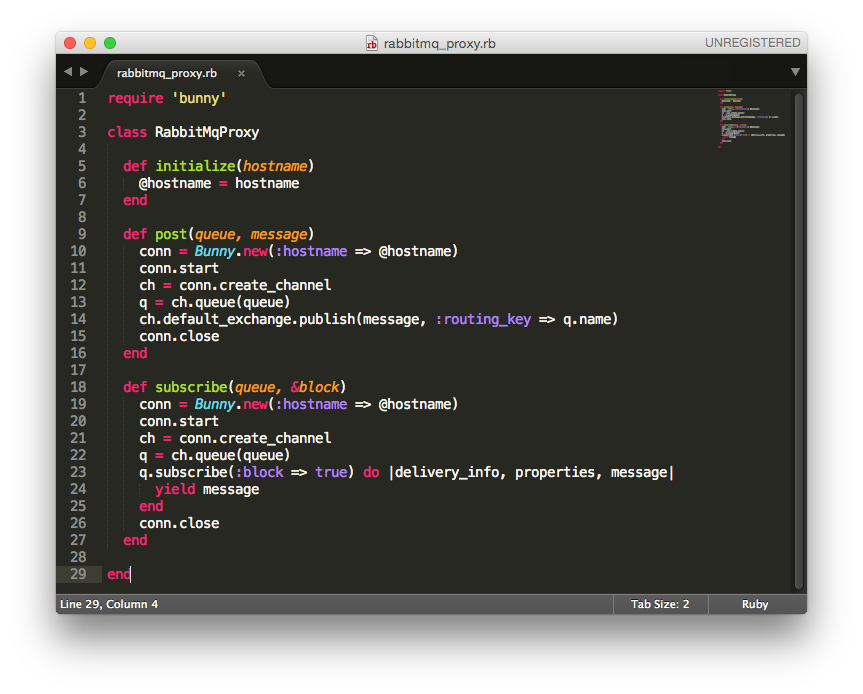 rabbitmq_proxy.rb
UNREGISTERED
rabbitmq_proxy.rb ×
1 require 'bunny'
2
3 class RabbitMqProxy
4
5   def initialize(hostname)
6     @hostname = hostname
7   end
8
9   def post(queue, message)
10     conn = Bunny.new(:hostname => @hostname)
11     conn.start
12     ch = conn.create_channel
13     q = ch.queue(queue)
14     ch.default_exchange.publish(message, :routing_key => q.name)
15     conn.close
16   end
17
18   def subscribe(queue, &block)
19     conn = Bunny.new(:hostname => @hostname)
20     conn.start
21     ch = conn.create_channel
22     q = ch.queue(queue)
23     q.subscribe(:block => true) do |delivery_info, properties, message|
24       yield message
25     end
26     conn.close
27   end
28
29 end
Line 29, Column 4
Tab Size: 2
Ruby